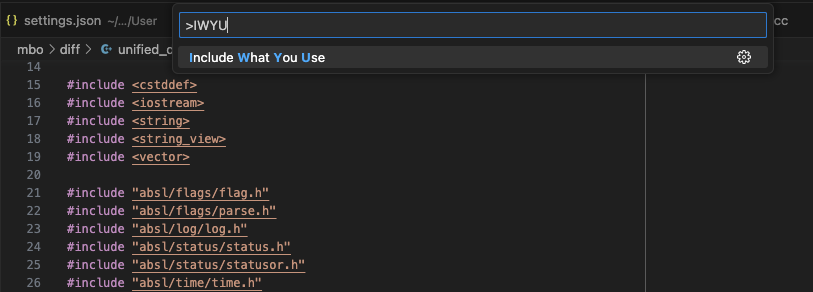 {} settings.json ~/.../User
>IWYU
cc
mbo > diff > unified_d
Include What You Use
14
15 #include <cstddef>
16 #include <iostream>
17 #include <string>
18 #include <string_view>
19 #include <vector>
20
21 #include "absl/flags/flag.h"
22 #include "absl/flags/parse.h"
23 #include "absl/log/log.h"
24 #include "absl/status/status.h"
25 #include "absl/status/statusor.h"
26 #include "absl/time/time.h"